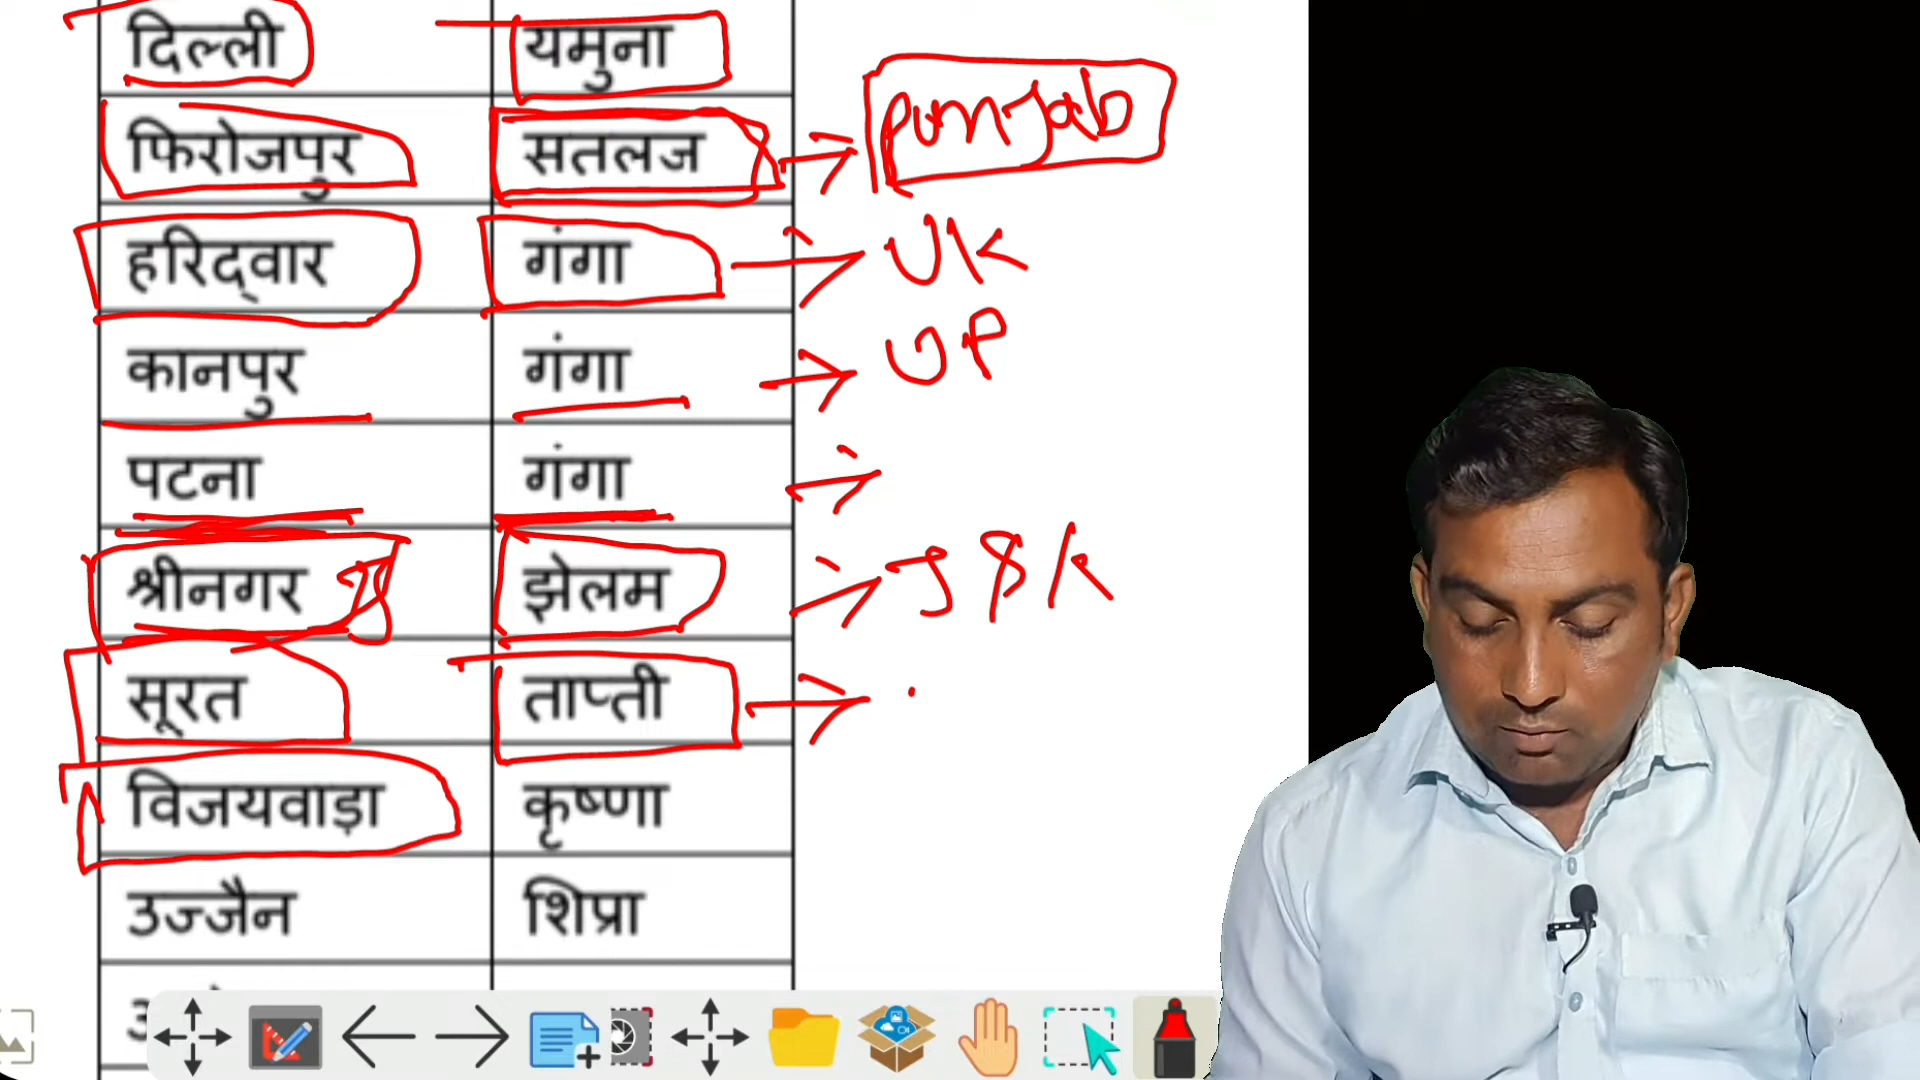 दिल्ली यमुना
फिरोजपुर सतलज Punjab
हरिद्वार गंगा UK
कानपुर गंगा UP
पटना गंगा
श्रीनगर झेलम J & K
सूरत ताप्ती
विजयवाड़ा कृष्णा
उज्जैन शिप्रा